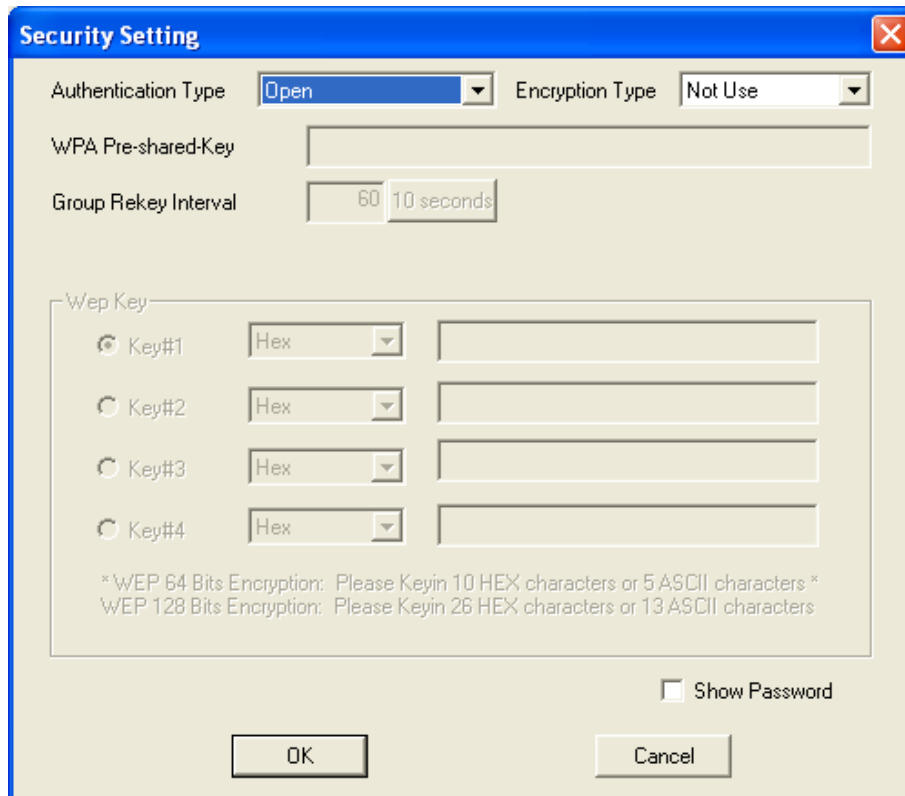 Security Setting
Authentication Type Open Encryption Type Not Use
WPA Pre-shared-Key
Group Rekey Interval 60 10 seconds
Wep Key
Key#1 Hex
Key#2 Hex
Key#3 Hex
Key#4 Hex
* WEP 64 Bits Encryption: Please Keyin 10 HEX characters or 5 ASCII characters *
WEP 128 Bits Encryption: Please Keyin 26 HEX characters or 13 ASCII characters
Show Password
OK Cancel